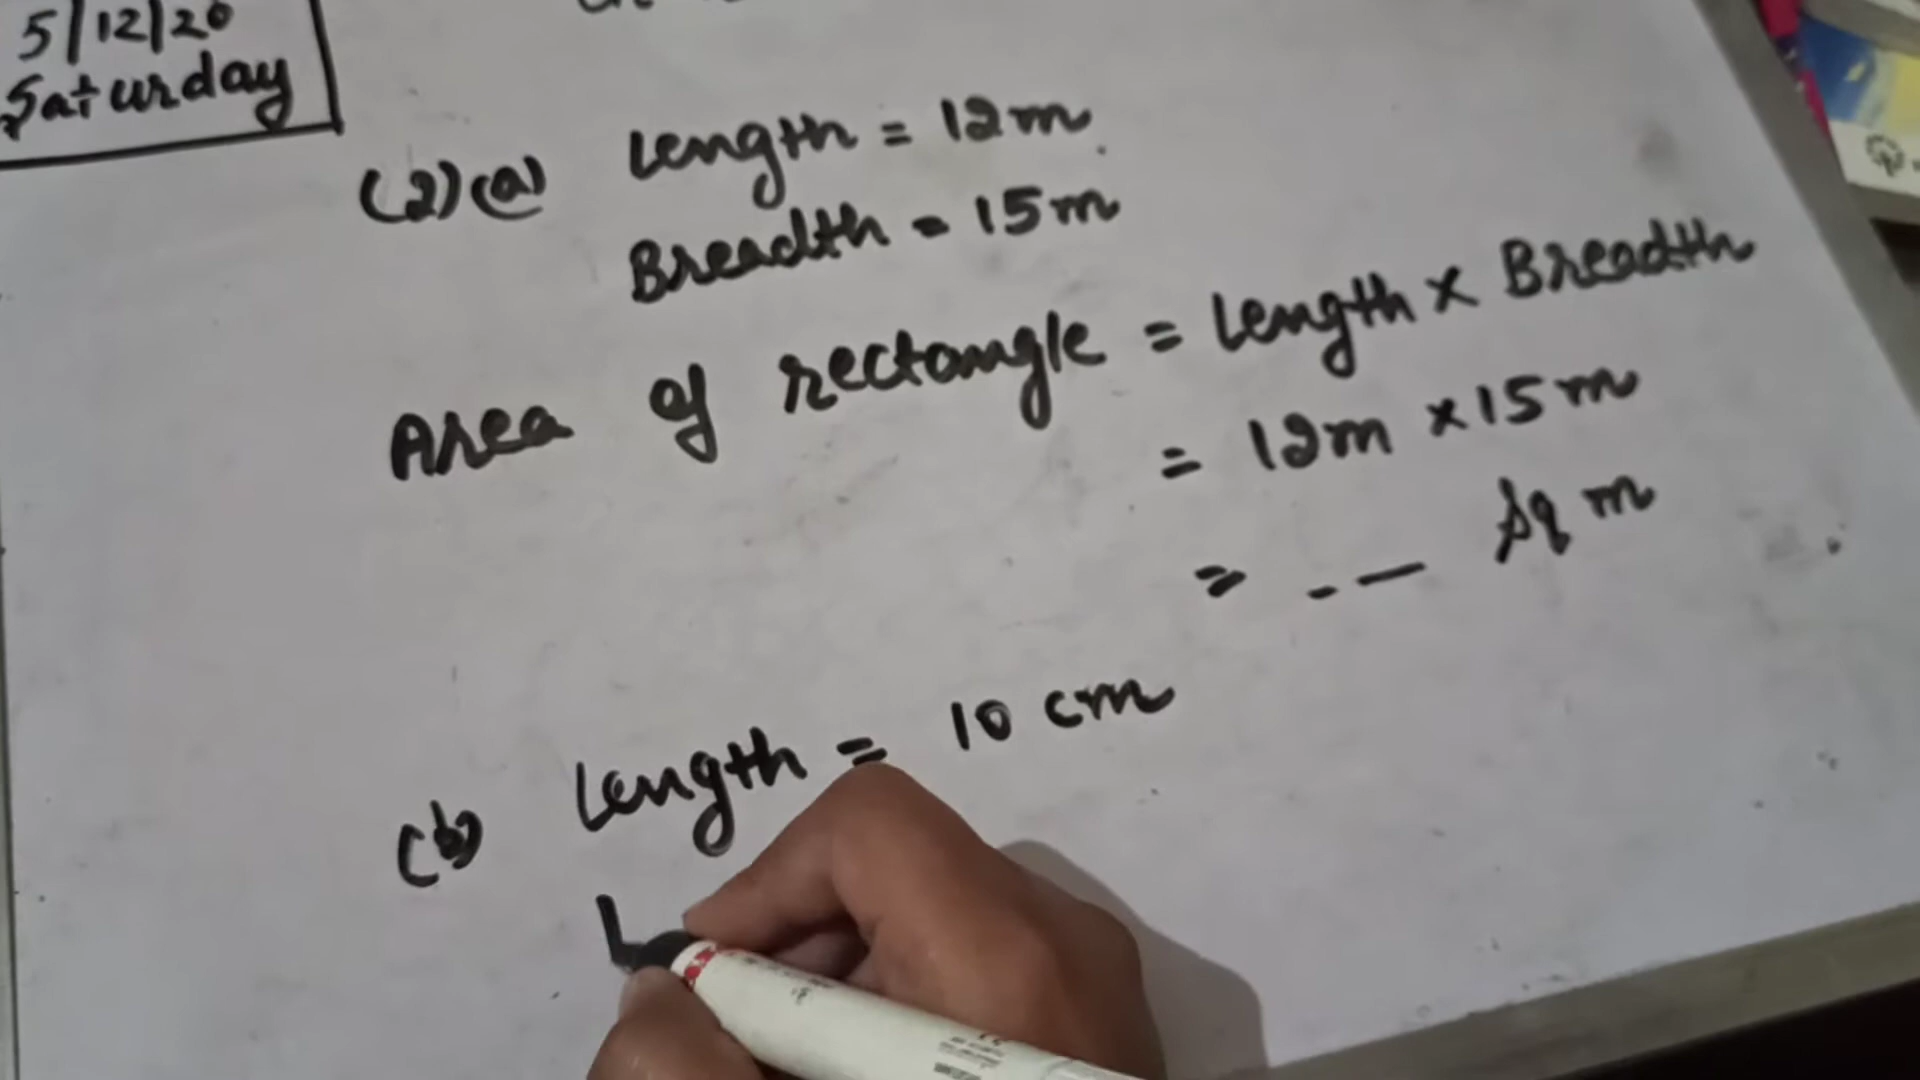 5/12/20
Saturday
(2)(a) Length = 12m
Breadth = 15m
Area of rectangle = Length x Breadth
= 12m x 15m
= - — Sq m
(b) Length = 10 cm